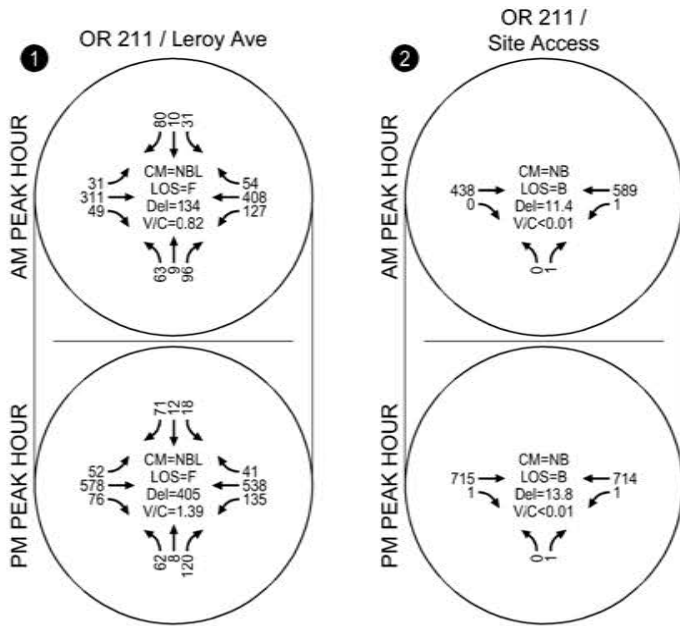 1
OR 211 / Leroy Ave
2
OR 211 /
Site Access
AM PEAK HOUR
80
10
31
31
311
49
CM=NBL
LOS=F
Del=134
V/C=0.82
54
408
127
63
9
96
AM PEAK HOUR
438
0
CM=NB
LOS=B
Del=11.4
V/C<0.01
589
1
0
1
PM PEAK HOUR
71
12
18
52
578
76
CM=NBL
LOS=F
Del=405
V/C=1.39
41
538
135
62
8
120
PM PEAK HOUR
715
1
CM=NB
LOS=B
Del=13.8
V/C<0.01
714
1
0
1